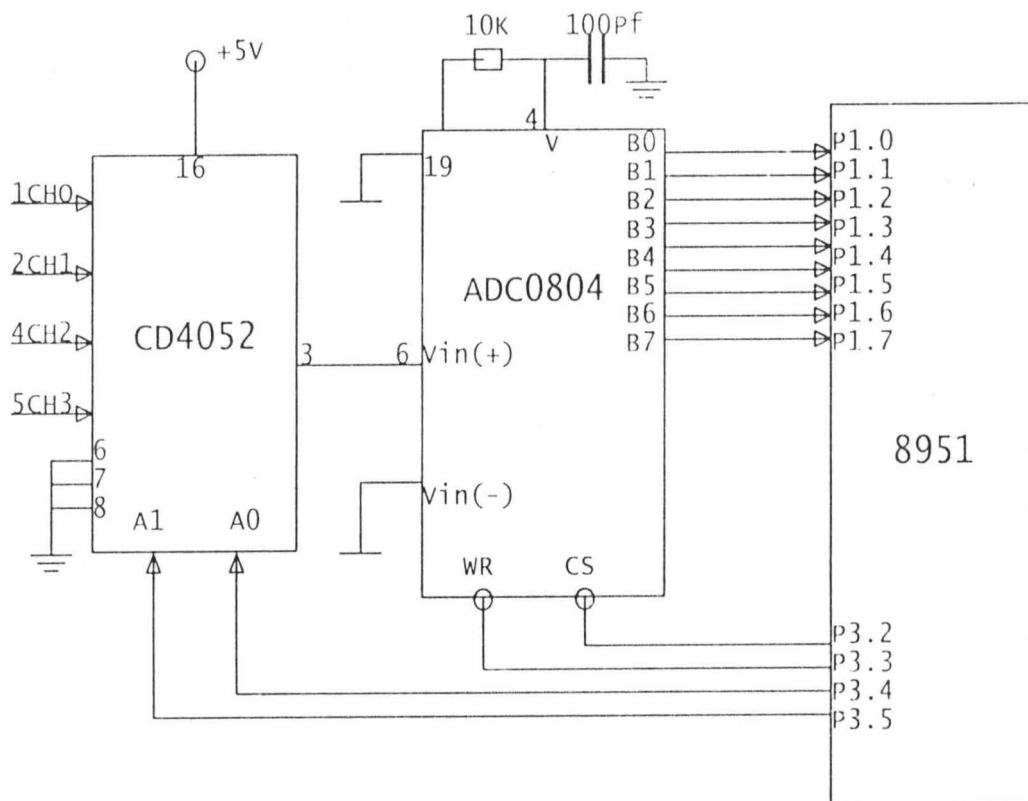 10K
100Pf
+5V
16
4
V
19
1CH0
2CH1
4CH2
5CH3
CD4052
3
6
6
7
8
A1
A0
ADC0804
Vin(+)
Vin(-)
WR
CS
B0
B1
B2
B3
B4
B5
B6
B7
P1.0
P1.1
P1.2
P1.3
P1.4
P1.5
P1.6
P1.7
8951
P3.2
P3.3
P3.4
P3.5